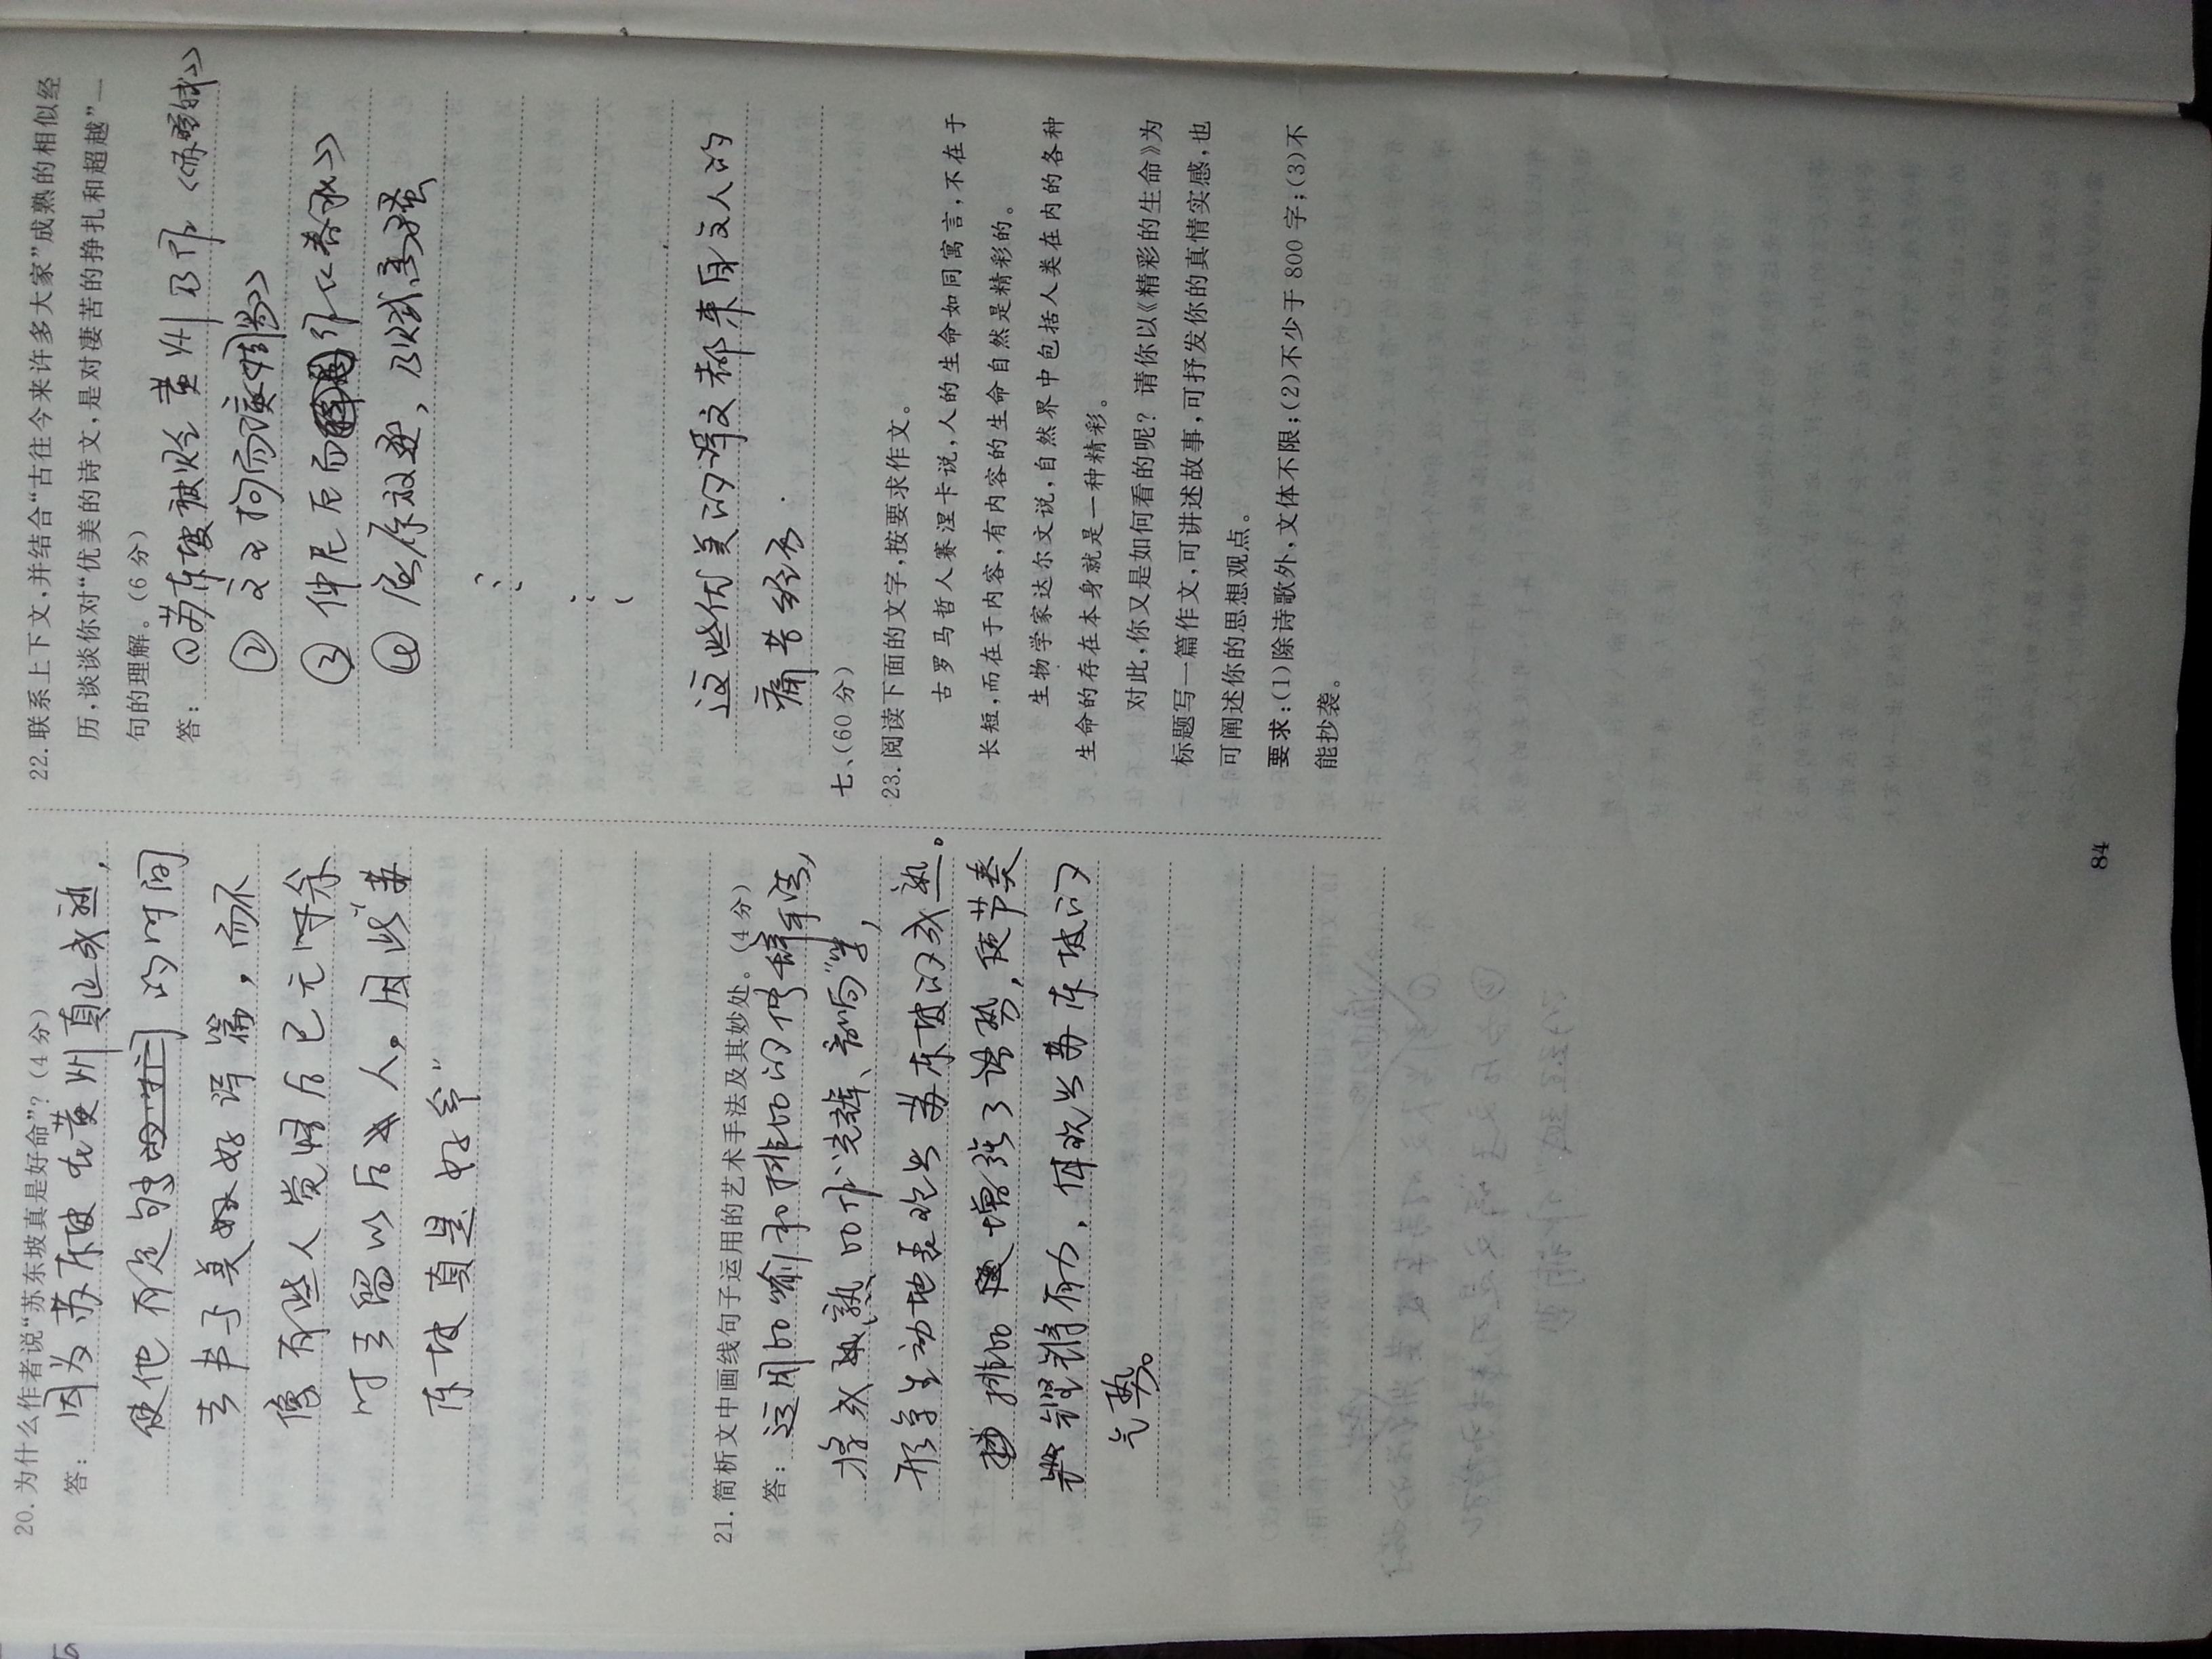 20. 为什么作者说“苏东坡真是好命”?(4分)
答: 因为苏东坡在黄州真正成熟,
使他有足够的时间的时间
去书写美好诗篇,而不
像有些人觉悟后已无时余
时去留以后人。因此“苏
东坡真是好命”
21. 简析文中画线句子运用的艺术手法及其妙处。(4分)
答: 运用比喻和排比的修辞手法,
将成熟比作“光辉、音响”等,
形象生动地表现出苏东坡的成熟。
排比增强了语势,使节奏
铿锵有力,体现出苏东坡的
气势。
22. 联系上下文,并结合“古往今来许多大家”成熟的相似经
历,谈谈你对“优美的诗文,是对凄苦的挣扎和超越”一
句的理解。(6分)
答: ①苏东坡被贬黄州乃作《赤壁赋》
② 文王拘而演《周易》
③ 仲尼厄而作《春秋》
④ 屈原放逐,乃赋离骚
这些优美的诗文都来自文人的
痛苦经历.
七、(60分)
23. 阅读下面的文字,按要求作文。
古罗马哲人赛涅卡说,人的生命如同寓言,不在于
长短,而在于内容,有内容的生命自然是精彩的。
生物学家达尔文说,自然界中包括人类在内的各种
生命的存在本身就是一种精彩。
对此,你又是如何看的呢?请你以《精彩的生命》为
标题写一篇作文,可讲述故事,可抒发你的真情实感,也
可阐述你的思想观点。
要求:(1)除诗歌外,文体不限;(2)不少于800字;(3)不
能抄袭。
84